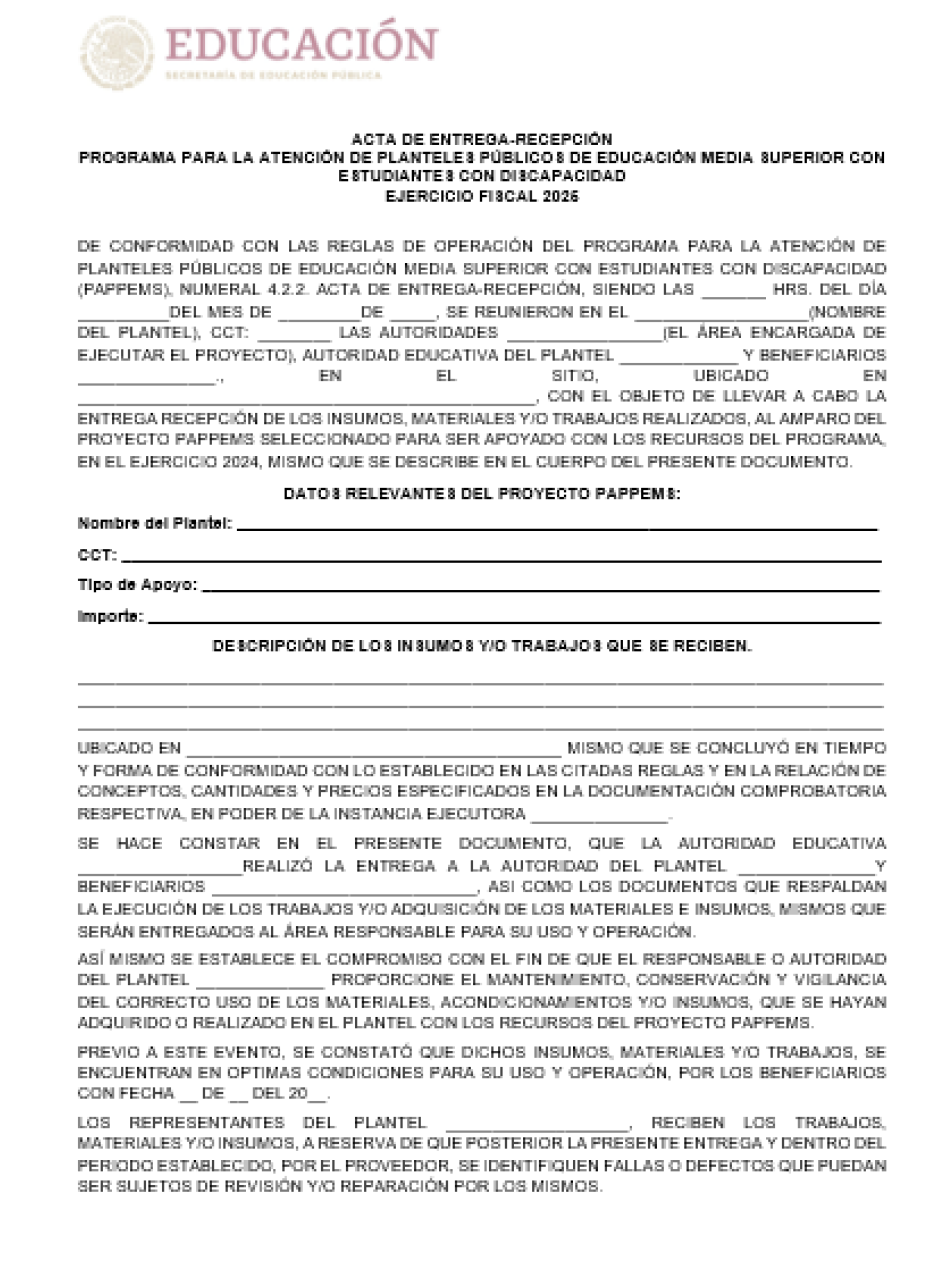 EDUCACIÓN
SECRETARÍA DE EDUCACIÓN PÚBLICA
ACTA DE ENTREGA-RECEPCIÓN
PROGRAMA PARA LA ATENCIÓN DE PLANTELES PÚBLICOS DE EDUCACIÓN MEDIA SUPERIOR CON
ESTUDIANTES CON DISCAPACIDAD
EJERCICIO FISCAL 2025
DE CONFORMIDAD CON LAS REGLAS DE OPERACIÓN DEL PROGRAMA PARA LA ATENCIÓN DE
PLANTELES PÚBLICOS DE EDUCACIÓN MEDIA SUPERIOR CON ESTUDIANTES CON DISCAPACIDAD
(PAPPEMS), NUMERAL 4.2.2. ACTA DE ENTREGA-RECEPCIÓN, SIENDO LAS _______ HRS. DEL DÍA
__________DEL MES DE _________DE _____, SE REUNIERON EN EL ___________________(NOMBRE
DEL PLANTEL), CCT: ________ LAS AUTORIDADES _________________(EL ÁREA ENCARGADA DE
EJECUTAR EL PROYECTO), AUTORIDAD EDUCATIVA DEL PLANTEL _____________ Y BENEFICIARIOS
_______________., EN EL SITIO, UBICADO EN
__________________________________________________, CON EL OBJETO DE LLEVAR A CABO LA
ENTREGA RECEPCIÓN DE LOS INSUMOS, MATERIALES Y/O TRABAJOS REALIZADOS, AL AMPARO DEL
PROYECTO PAPPEMS SELECCIONADO PARA SER APOYADO CON LOS RECURSOS DEL PROGRAMA,
EN EL EJERCICIO 2024, MISMO QUE SE DESCRIBE EN EL CUERPO DEL PRESENTE DOCUMENTO.
DATOS RELEVANTES DEL PROYECTO PAPPEMS:
Nombre del Plantel: ______________________________________________________________________
CCT: ______________________________________________________________________
Tipo de Apoyo: ______________________________________________________________________
Importe: ______________________________________________________________________
DESCRIPCIÓN DE LOS INSUMOS Y/O TRABAJOS QUE SE RECIBEN.
________________________________________________________________________________________
________________________________________________________________________________________
________________________________________________________________________________________
UBICADO EN _________________________________________ MISMO QUE SE CONCLUYÓ EN TIEMPO
Y FORMA DE CONFORMIDAD CON LO ESTABLECIDO EN LAS CITADAS REGLAS Y EN LA RELACIÓN DE
CONCEPTOS, CANTIDADES Y PRECIOS ESPECIFICADOS EN LA DOCUMENTACIÓN COMPROBATORIA
RESPECTIVA, EN PODER DE LA INSTANCIA EJECUTORA _______________.
SE HACE CONSTAR EN EL PRESENTE DOCUMENTO, QUE LA AUTORIDAD EDUCATIVA
__________________REALIZÓ LA ENTREGA A LA AUTORIDAD DEL PLANTEL _______________Y
BENEFICIARIOS _____________________________, ASI COMO LOS DOCUMENTOS QUE RESPALDAN
LA EJECUCIÓN DE LOS TRABAJOS Y/O ADQUISICIÓN DE LOS MATERIALES E INSUMOS, MISMOS QUE
SERÁN ENTREGADOS AL ÁREA RESPONSABLE PARA SU USO Y OPERACIÓN.
ASÍ MISMO SE ESTABLECE EL COMPROMISO CON EL FIN DE QUE EL RESPONSABLE O AUTORIDAD
DEL PLANTEL ______________ PROPORCIONE EL MANTENIMIENTO, CONSERVACIÓN Y VIGILANCIA
DEL CORRECTO USO DE LOS MATERIALES, ACONDICIONAMIENTOS Y/O INSUMOS, QUE SE HAYAN
ADQUIRIDO O REALIZADO EN EL PLANTEL CON LOS RECURSOS DEL PROYECTO PAPPEMS.
PREVIO A ESTE EVENTO, SE CONSTATÓ QUE DICHOS INSUMOS, MATERIALES Y/O TRABAJOS, SE
ENCUENTRAN EN OPTIMAS CONDICIONES PARA SU USO Y OPERACIÓN, POR LOS BENEFICIARIOS
CON FECHA __ DE __ DEL 20__.
LOS REPRESENTANTES DEL PLANTEL ____________________, RECIBEN LOS TRABAJOS,
MATERIALES Y/O INSUMOS, A RESERVA DE QUE POSTERIOR LA PRESENTE ENTREGA Y DENTRO DEL
PERIODO ESTABLECIDO, POR EL PROVEEDOR, SE IDENTIFIQUEN FALLAS O DEFECTOS QUE PUEDAN
SER SUJETOS DE REVISIÓN Y/O REPARACIÓN POR LOS MISMOS.